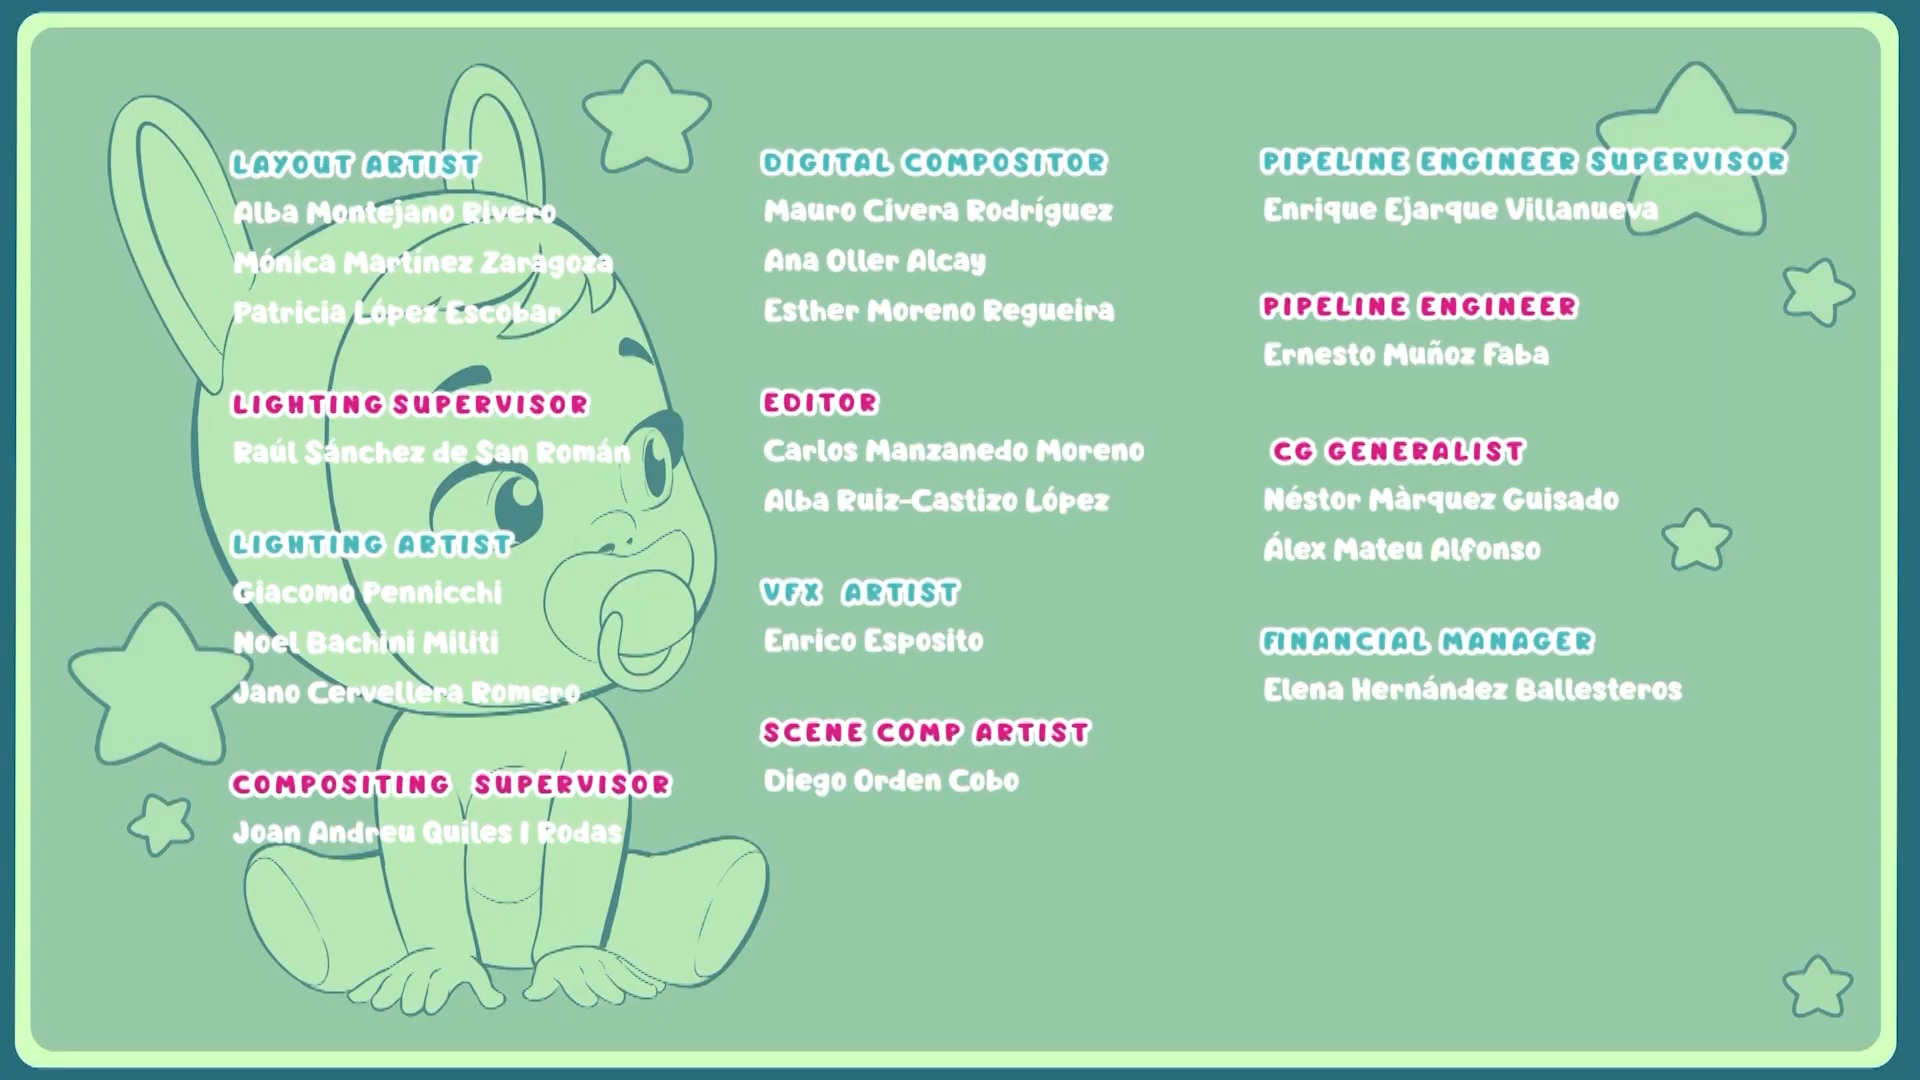 LAYOUT ARTIST
Alba Montejano Rivero
Mónica Martínez Zaragoza
Patricia López Escobar
LIGHTING SUPERVISOR
Raúl Sánchez de San Román
LIGHTING ARTIST
Giacomo Pennicchi
Noel Bachini Militi
Jano Cervellera Romero
COMPOSITING SUPERVISOR
Joan Andreu Quiles I Rodas
DIGITAL COMPOSITOR
Mauro Civera Rodríguez
Ana Oller Alcay
Esther Moreno Regueira
EDITOR
Carlos Manzanedo Moreno
Alba Ruiz-Castizo López
VFX ARTIST
Enrico Esposito
SCENE COMP ARTIST
Diego Orden Cobo
PIPELINE ENGINEER SUPERVISOR
Enrique Ejarque Villanueva
PIPELINE ENGINEER
Ernesto Muñoz Faba
CG GENERALIST
Néstor Màrquez Guisado
Álex Mateu Alfonso
FINANCIAL MANAGER
Elena Hernández Ballesteros